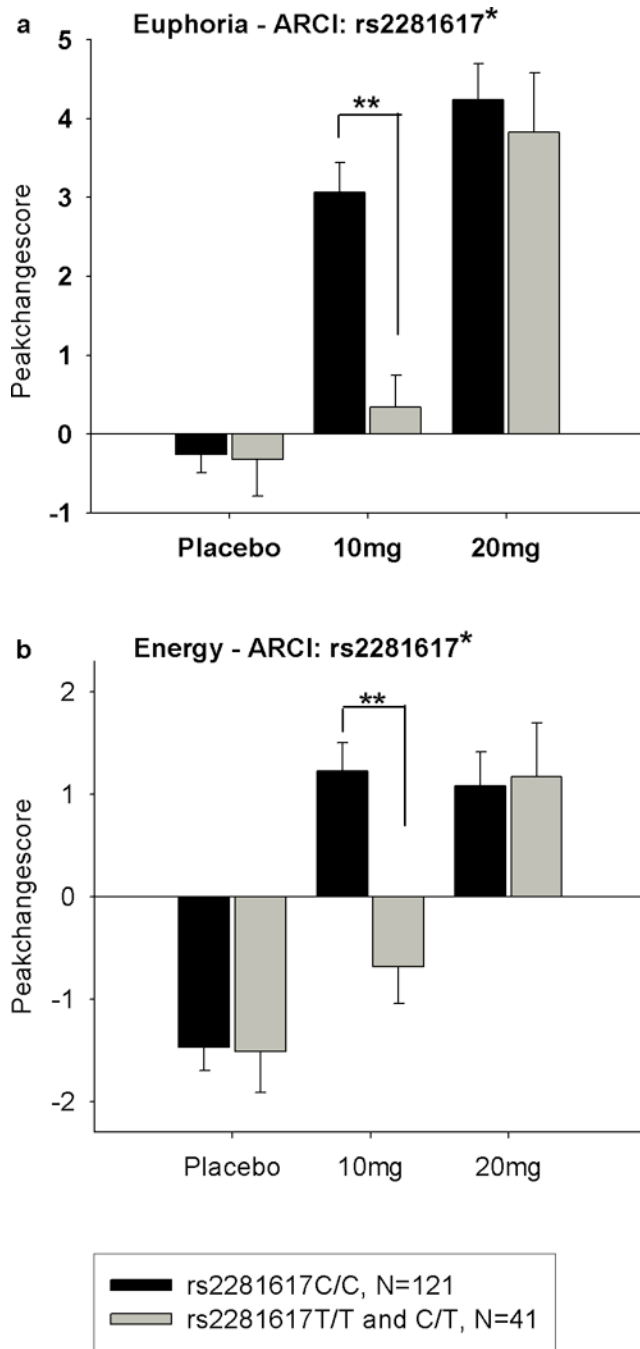 a Euphoria - ARCI: rs2281617*
5
4
3
2
1
0
-1
Peakchangescore
**
Placebo 10mg 20mg
b Energy - ARCI: rs2281617*
2
1
0
-1
-2
Peakchangescore
**
Placebo 10mg 20mg
rs2281617C/C, N=121
rs2281617T/T and C/T, N=41